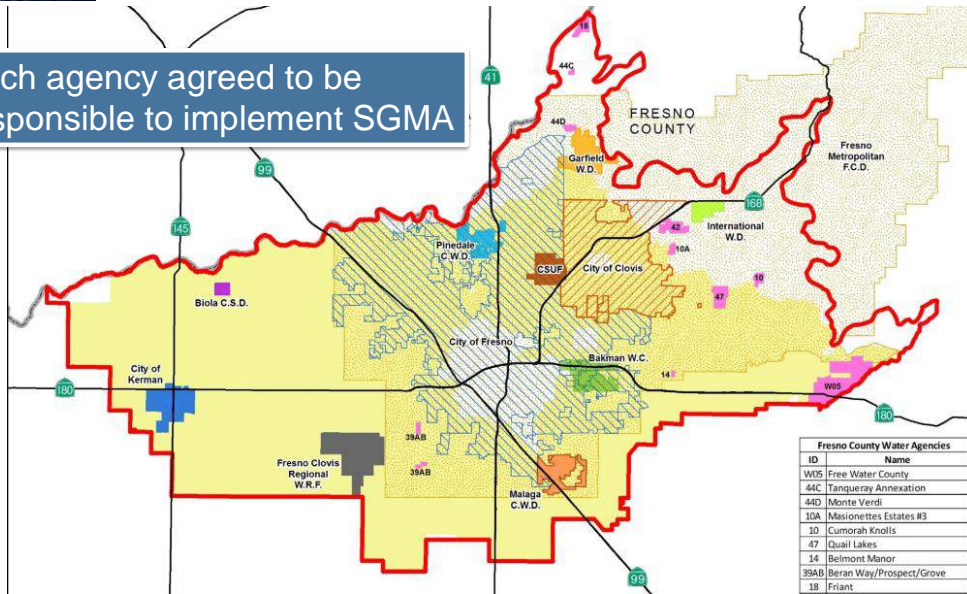 ch agency agreed to be
sponsible to implement SGMA
18
44C
41
FRESNO
COUNTY
44D
Garfield
W.D.
Fresno
Metropolitan
F.C.D.
99
168
145
42
International
W.D.
Pinedale
C.W.D.
10A
CSUF
City of Clovis
10
47
Biola C.S.D.
City of Fresno
Bakman W.C.
City of
Kerman
14
W05
180
180
39AB
Fresno Clovis
Regional
W.R.F.
39AB
Malaga
C.W.D.
99
Fresno County Water Agencies
ID Name
W05 Free Water County
44C Tanqueray Annexation
44D Monte Verdi
10A Masionettes Estates #3
10 Cumorah Knolls
47 Quail Lakes
14 Belmont Manor
39AB Beran Way/Prospect/Grove
18 Friant